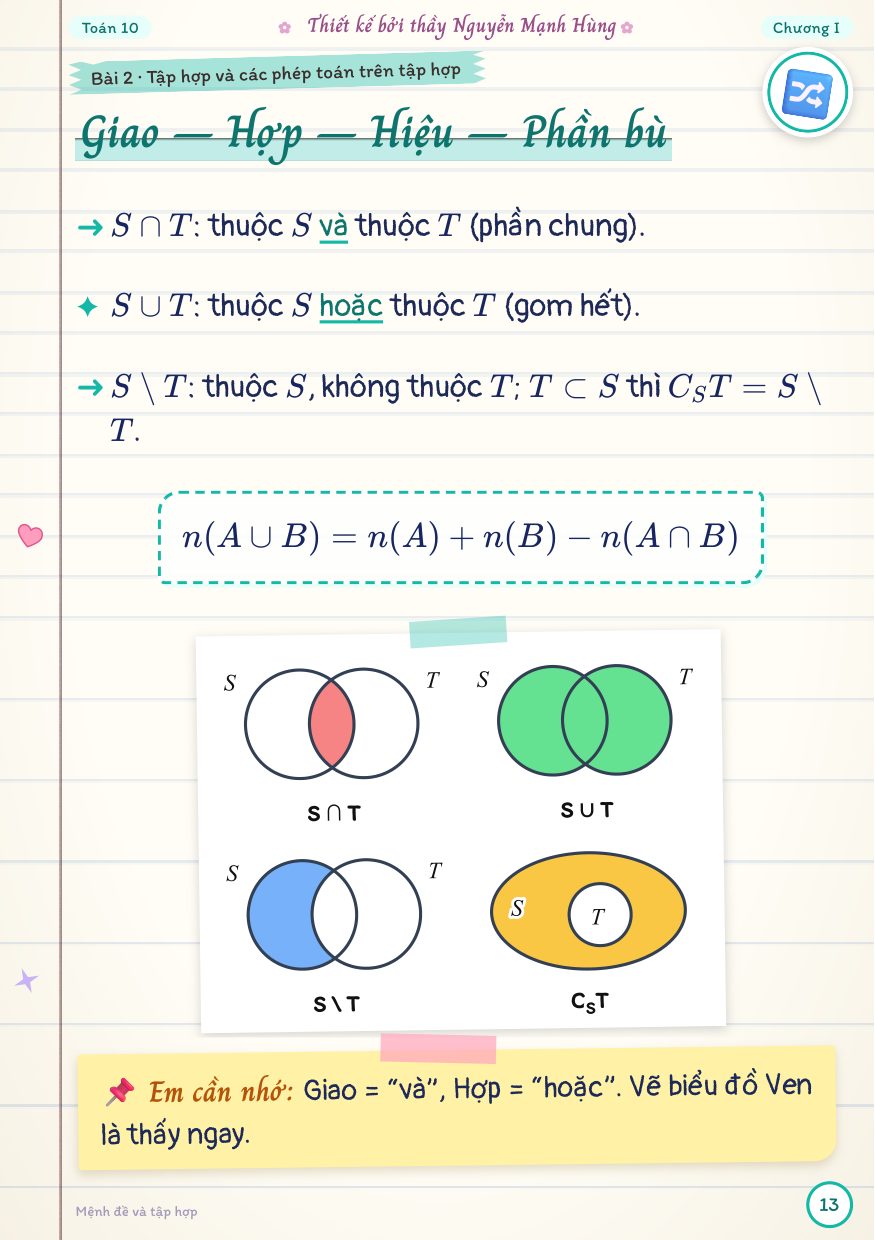 Toán 10
Thiết kế bởi thầy Nguyễn Mạnh Hùng
Chương I
Bài 2 · Tập hợp và các phép toán trên tập hợp
Giao — Hợp — Hiệu — Phần bù
→ S ∩ T: thuộc S và thuộc T (phần chung).
✦ S ∪ T: thuộc S hoặc thuộc T (gom hết).
→ S \ T: thuộc S, không thuộc T; T ⊂ S thì C_S T = S \
T.
n(A ∪ B) = n(A) + n(B) − n(A ∩ B)
S T S T
S ∩ T S ∪ T
S T S T
S \ T C_S T
Em cần nhớ: Giao = “và”, Hợp = “hoặc”. Vẽ biểu đồ Ven
là thấy ngay.
Mệnh đề và tập hợp
13